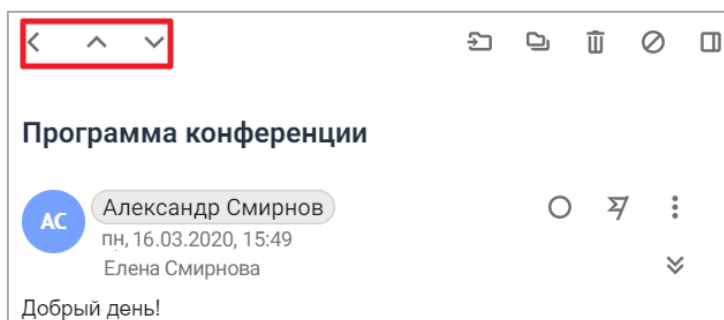 Программа конференции
АС
Александр Смирнов
пн, 16.03.2020, 15:49
Елена Смирнова
Добрый день!